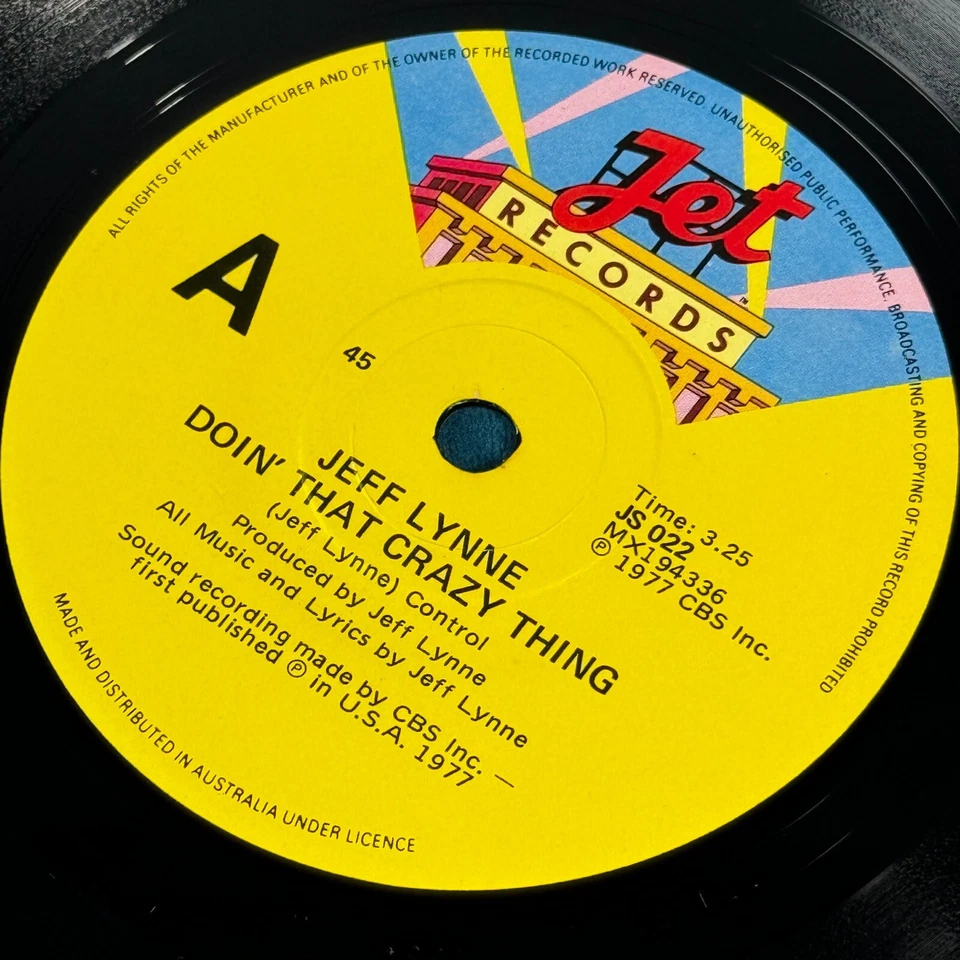 ALL RIGHTS OF THE MANUFACTURER AND OF THE OWNER OF THE RECORDED WORK RESERVED. UNAUTHORISED PUBLIC PERFORMANCE, BROADCASTING AND COPYING OF THIS RECORD PROHIBITED
Jet
RECORDS
™
A
45
JEFF LYNNE
DOIN' THAT CRAZY THING
(Jeff Lynne) Control
Produced by Jeff Lynne
All Music and Lyrics by Jeff Lynne
Sound recording made by CBS Inc. —
first published ℗ in U.S.A. 1977
Time: 3.25
JS 022
MX194336
℗ 1977 CBS Inc.
MADE AND DISTRIBUTED IN AUSTRALIA UNDER LICENCE